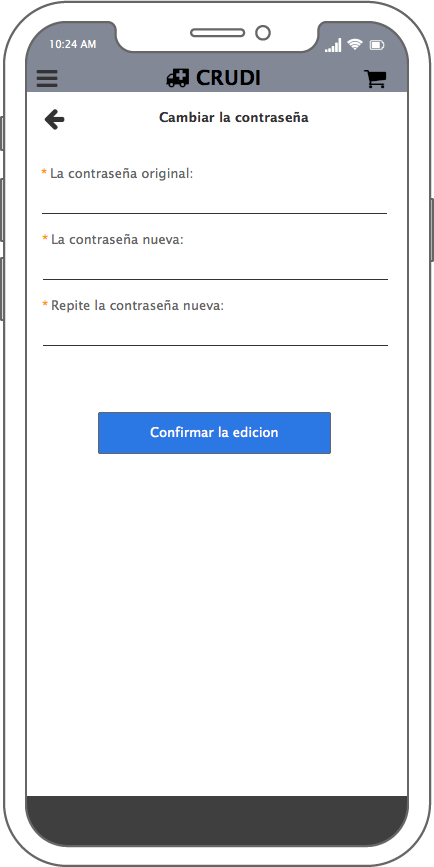 10:24 AM
CRUDI
Cambiar la contraseña
* La contraseña original:
* La contraseña nueva:
* Repite la contraseña nueva:
Confirmar la edicion